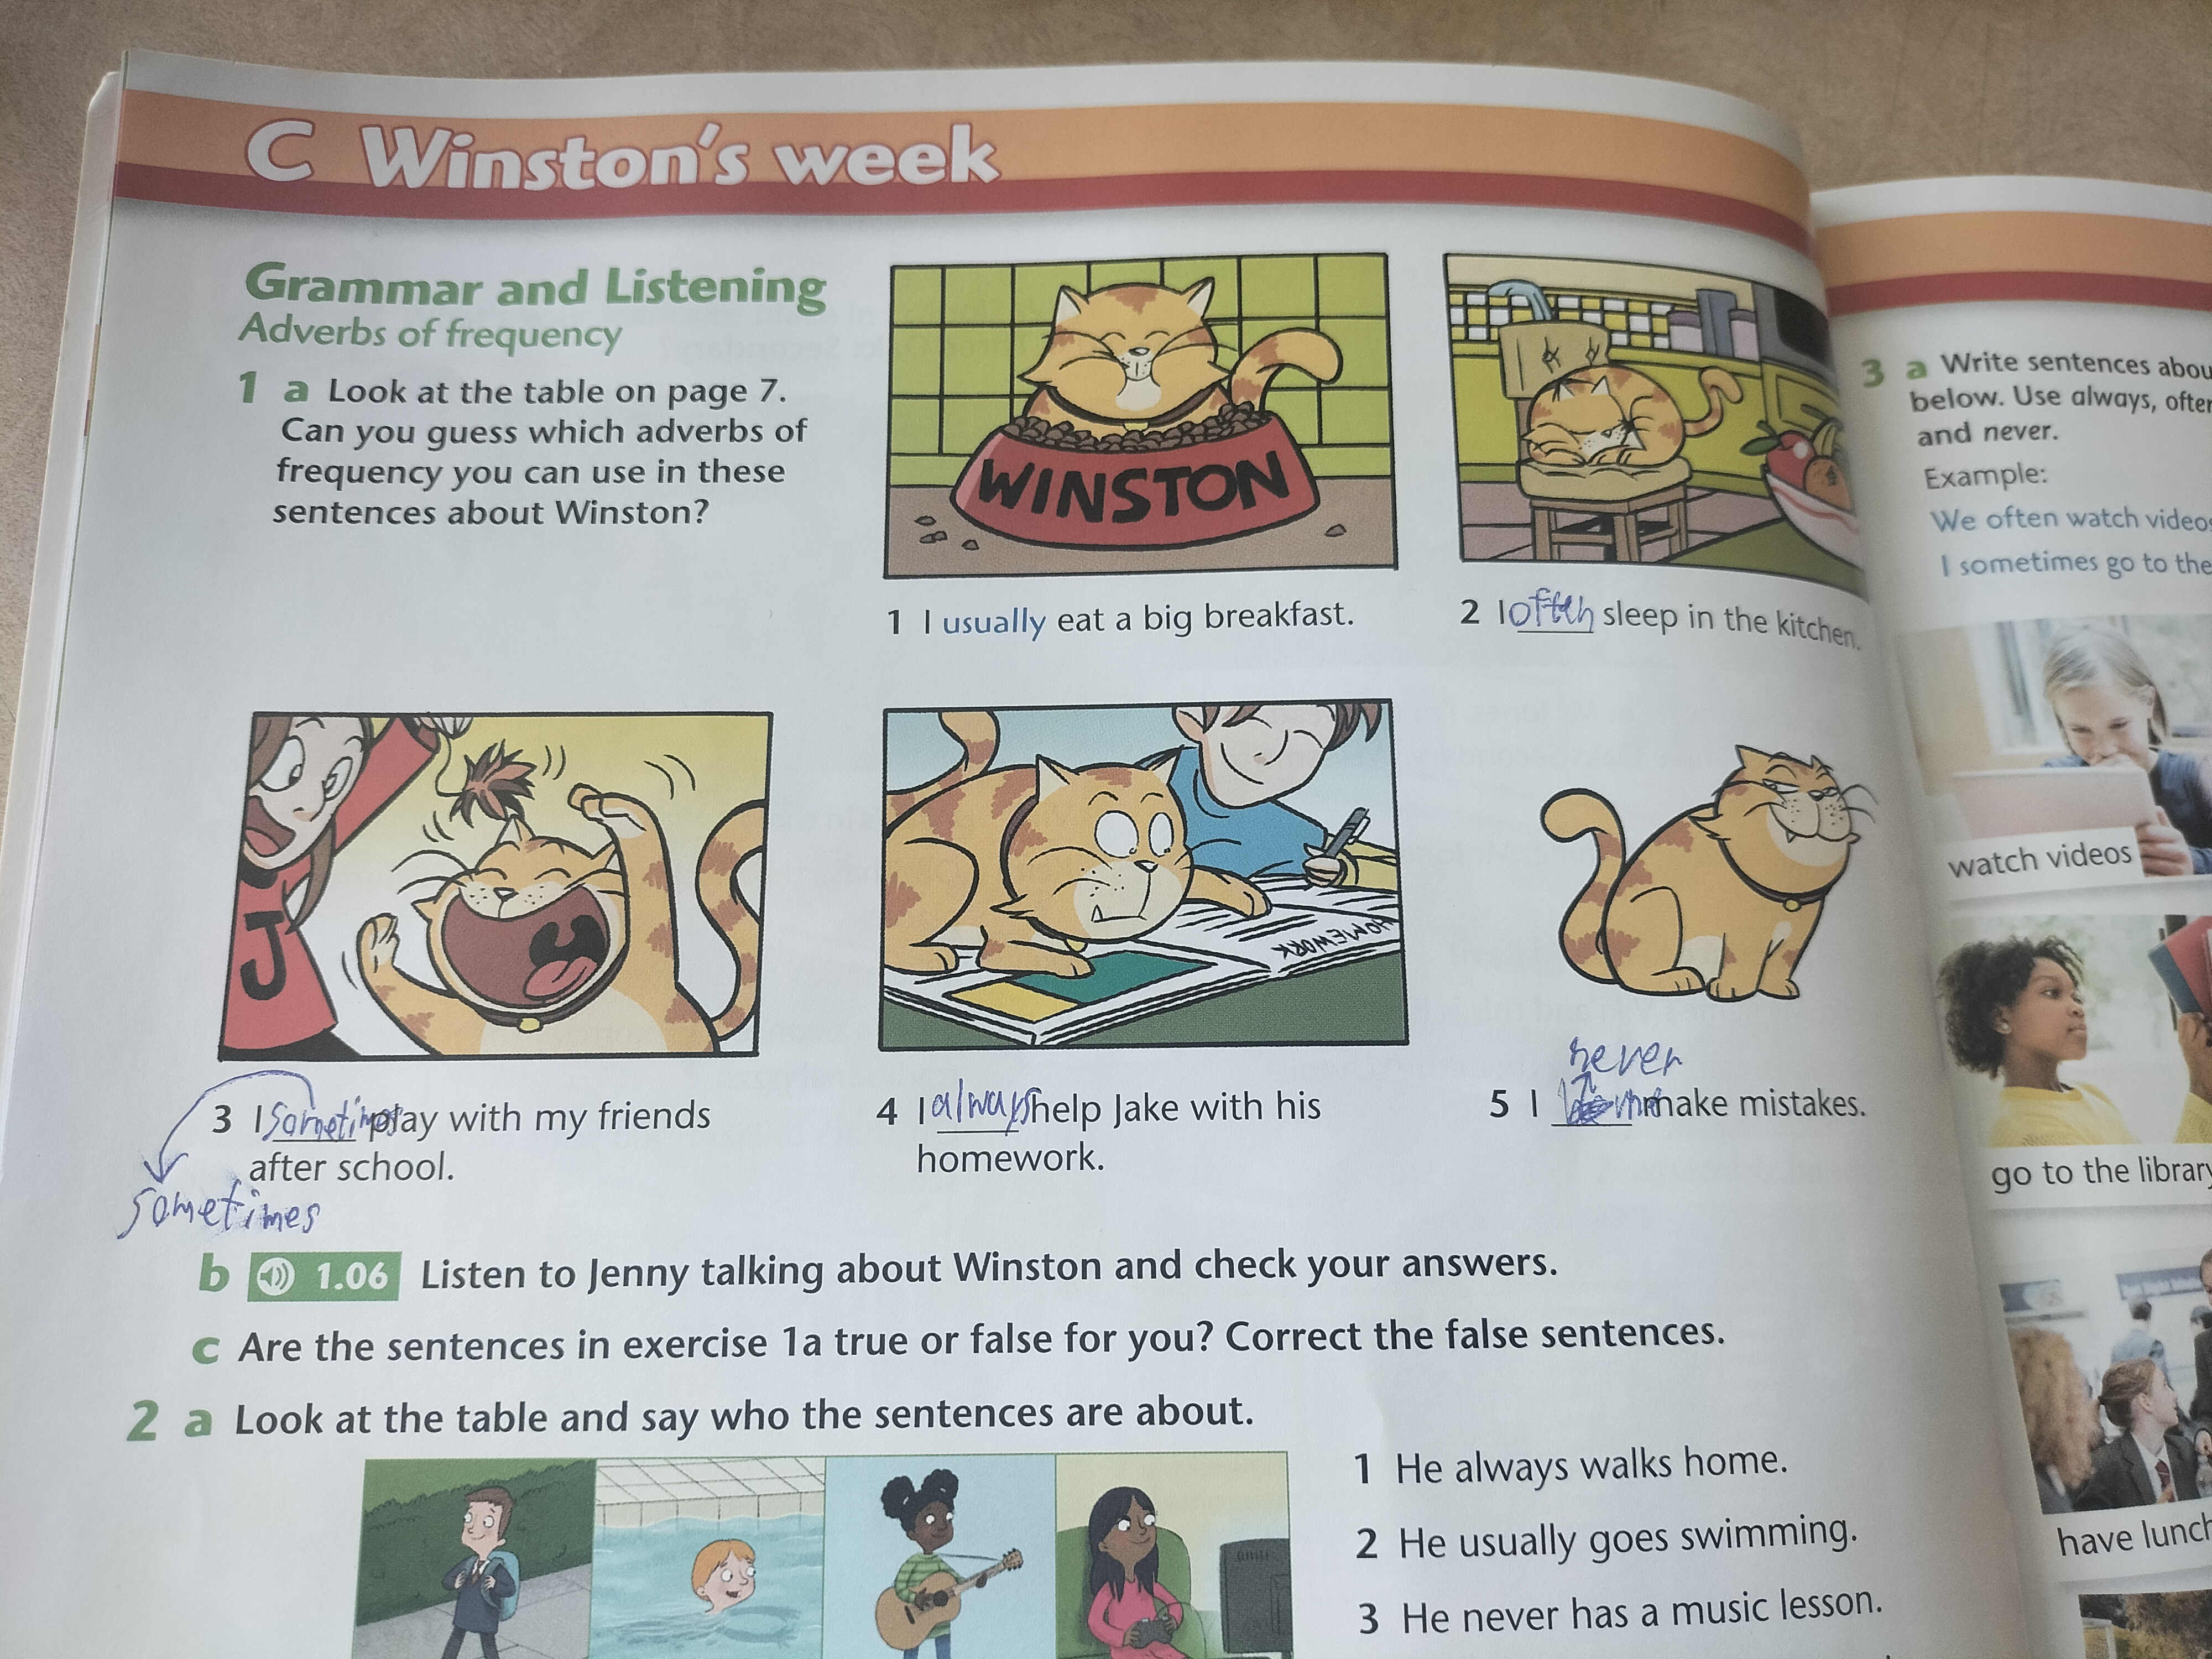 C Winston's week
Grammar and Listening
Adverbs of frequency
1 a Look at the table on page 7.
Can you guess which adverbs of
frequency you can use in these
sentences about Winston?
WINSTON
1 I usually eat a big breakfast.
2 I often sleep in the kitchen.
J
HOMEWORK
3 I sometimes play with my friends
after school.
sometimes
4 I always help Jake with his
homework.
never
5 I make mistakes.
b 1.06 Listen to Jenny talking about Winston and check your answers.
c Are the sentences in exercise 1a true or false for you? Correct the false sentences.
2 a Look at the table and say who the sentences are about.
1 He always walks home.
2 He usually goes swimming.
3 He never has a music lesson.
3 a Write sentences abou
below. Use always, ofte
and never.
Example:
We often watch video
I sometimes go to the
watch videos
go to the library
have lunch